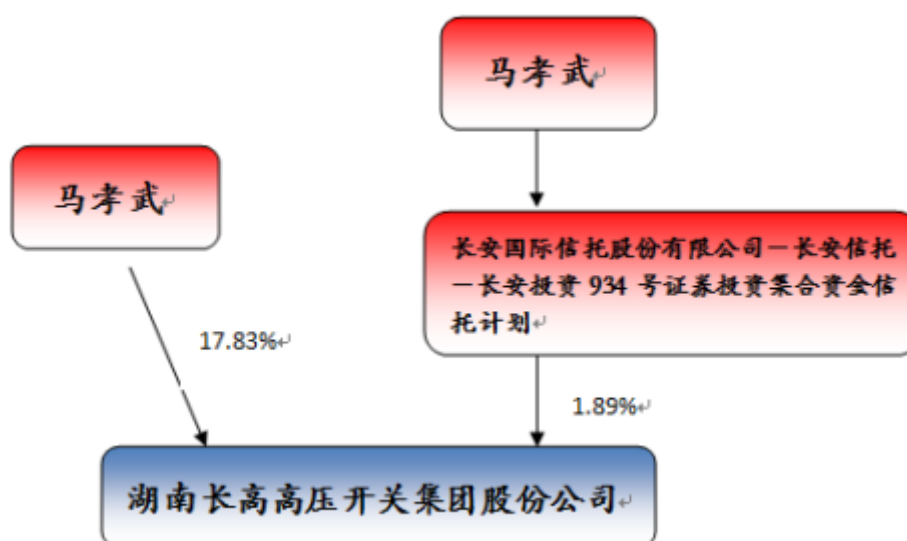 马孝武
马孝武
长安国际信托股份有限公司－长安信托
－长安投资 934 号证券投资集合资金信
托计划
17.83%
1.89%
湖南长高高压开关集团股份公司